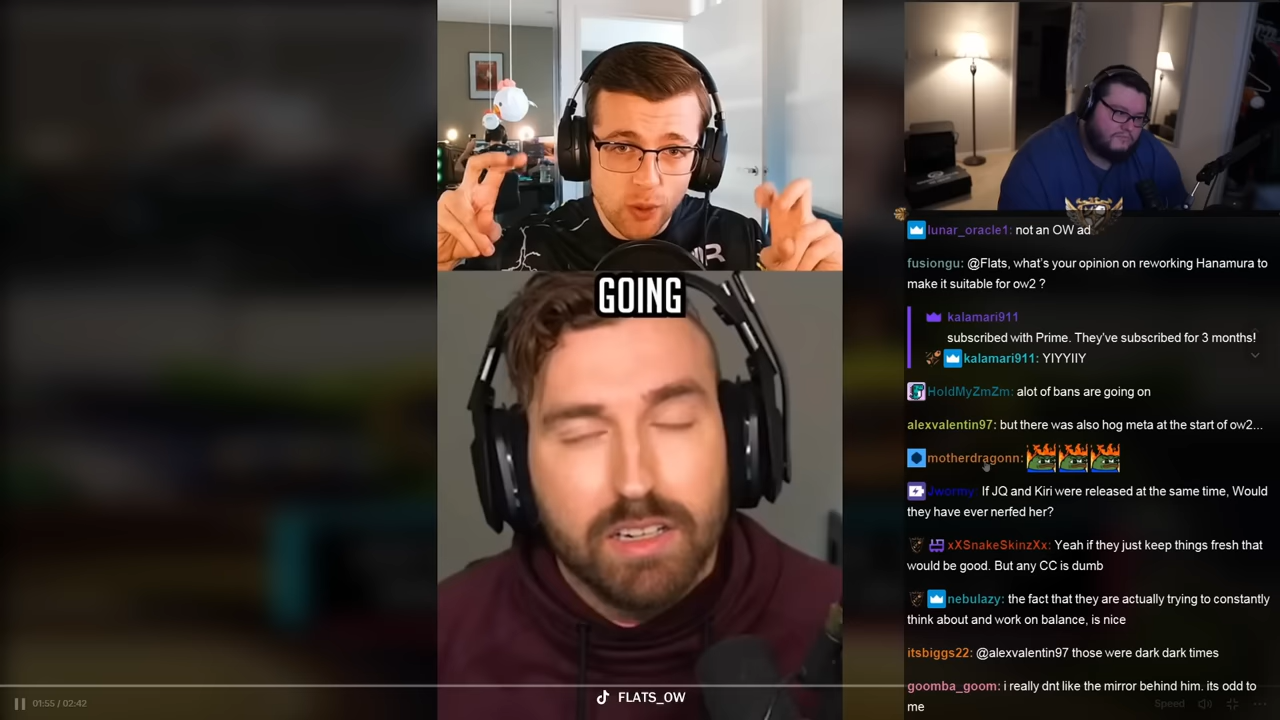 GOING
FLATS_OW
01:55 / 02:42
lunar_oracle1: not an OW ad
fusiongu: @Flats, what's your opinion on reworking Hanamura to
make it suitable for ow2 ?
kalamari911
subscribed with Prime. They've subscribed for 3 months!
kalamari911: YIYYIIY
HoldMyZmZm: alot of bans are going on
alexvalentin97: but there was also hog meta at the start of ow2...
motherdragonn:
Jwormy: If JQ and Kiri were released at the same time, Would
they have ever nerfed her?
xXSnakeSkinzXx: Yeah if they just keep things fresh that
would be good. But any CC is dumb
nebulazy: the fact that they are actually trying to constantly
think about and work on balance, is nice
itsbiggs22: @alexvalentin97 those were dark dark times
goomba_goom: i really dnt like the mirror behind him. its odd to
me
Speed